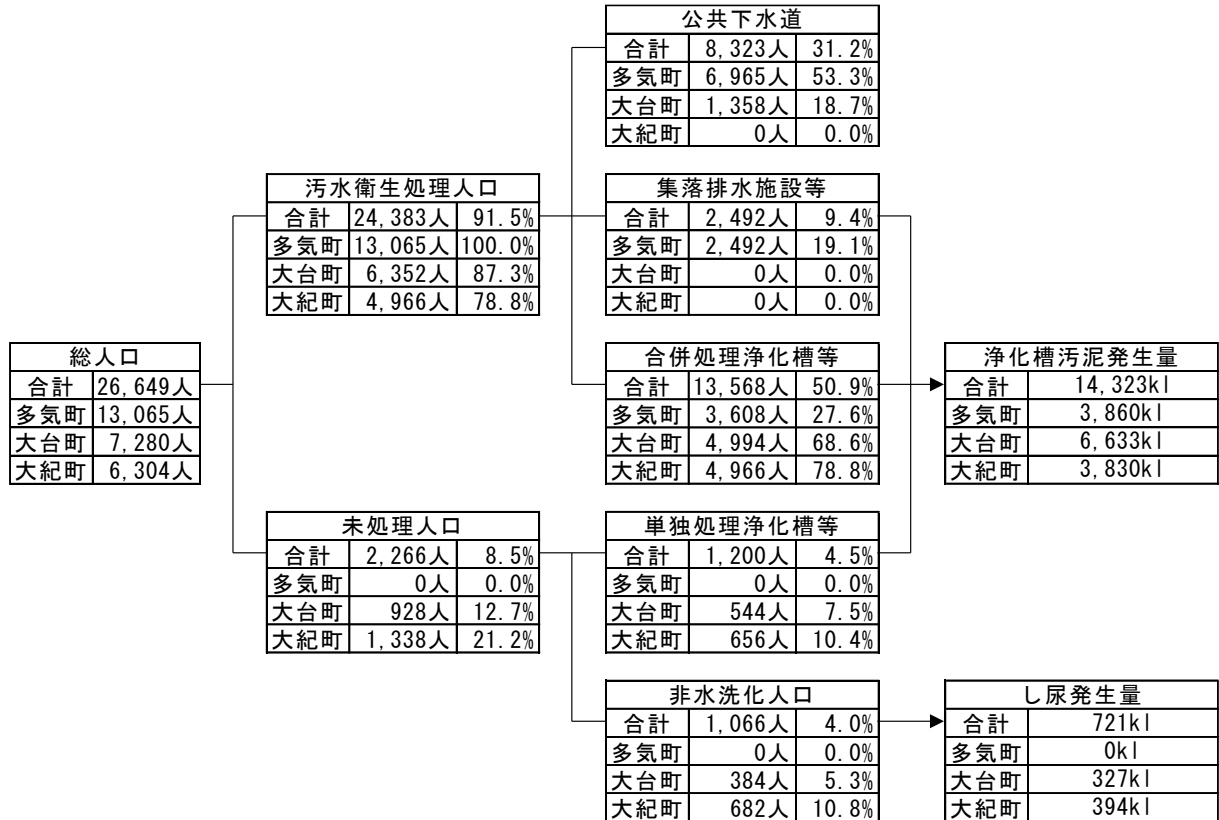 公共下水道
合計 8,323人 31.2%
多気町 6,965人 53.3%
大台町 1,358人 18.7%
大紀町 0人 0.0%
汚水衛生処理人口
合計 24,383人 91.5%
多気町 13,065人 100.0%
大台町 6,352人 87.3%
大紀町 4,966人 78.8%
集落排水施設等
合計 2,492人 9.4%
多気町 2,492人 19.1%
大台町 0人 0.0%
大紀町 0人 0.0%
総人口
合計 26,649人
多気町 13,065人
大台町 7,280人
大紀町 6,304人
合併処理浄化槽等
合計 13,568人 50.9%
多気町 3,608人 27.6%
大台町 4,994人 68.6%
大紀町 4,966人 78.8%
浄化槽汚泥発生量
合計 14,323kl
多気町 3,860kl
大台町 6,633kl
大紀町 3,830kl
未処理人口
合計 2,266人 8.5%
多気町 0人 0.0%
大台町 928人 12.7%
大紀町 1,338人 21.2%
単独処理浄化槽等
合計 1,200人 4.5%
多気町 0人 0.0%
大台町 544人 7.5%
大紀町 656人 10.4%
非水洗化人口
合計 1,066人 4.0%
多気町 0人 0.0%
大台町 384人 5.3%
大紀町 682人 10.8%
し尿発生量
合計 721kl
多気町 0kl
大台町 327kl
大紀町 394kl